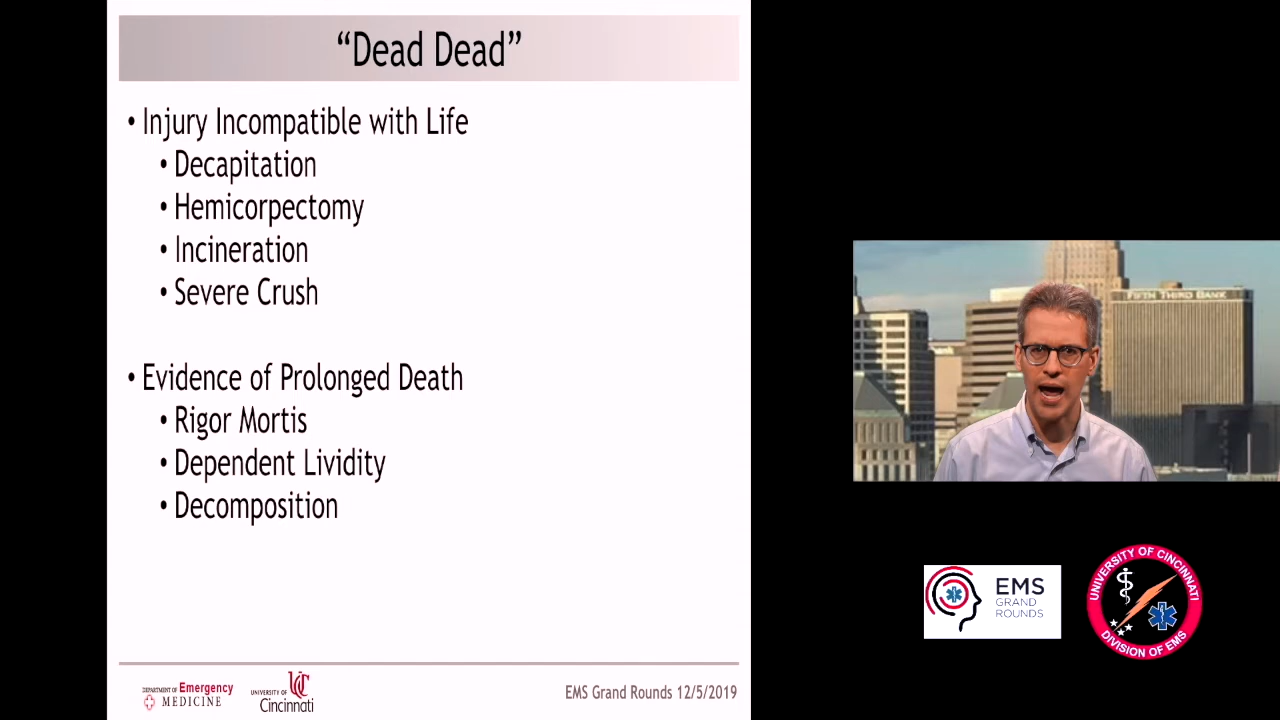 “Dead Dead”
• Injury Incompatible with Life
• Decapitation
• Hemicorpectomy
• Incineration
• Severe Crush
• Evidence of Prolonged Death
• Rigor Mortis
• Dependent Lividity
• Decomposition
DEPARTMENT OF Emergency
MEDICINE
UNIVERSITY OF
UC
Cincinnati
EMS Grand Rounds 12/5/2019
FIFTH THIRD BANK
EMS
GRAND
ROUNDS
UNIVERSITY OF CINCINNATI
DIVISION OF EMS